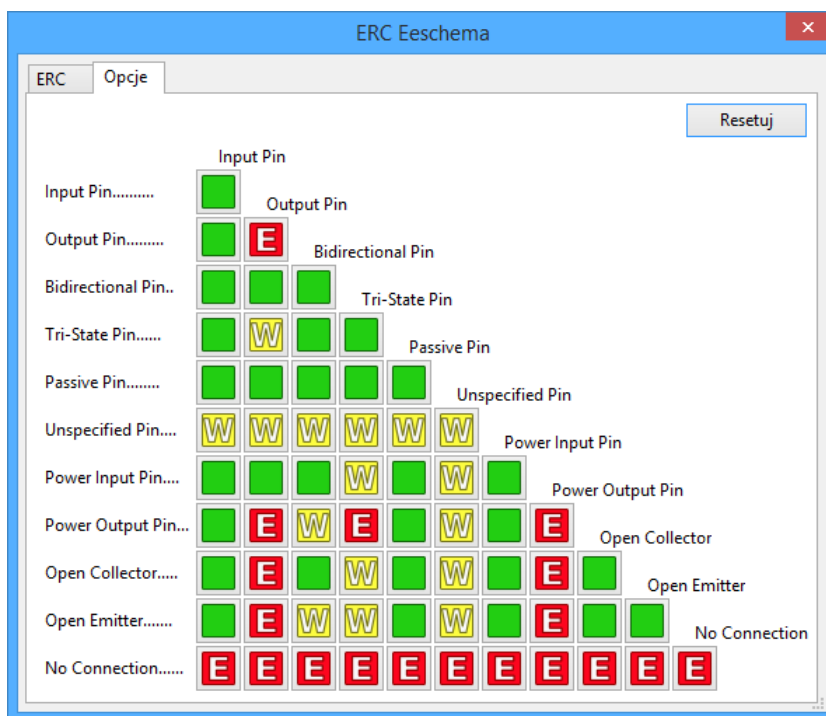 ERC Eeschema
ERC Opcje
Resetuj
Input Pin
Input Pin..........
Output Pin
Output Pin.........
E
Bidirectional Pin
Bidirectional Pin..
Tri-State Pin
Tri-State Pin......
W
Passive Pin
Passive Pin........
Unspecified Pin
Unspecified Pin....
W W W W W W
Power Input Pin
Power Input Pin....
W W
Power Output Pin
Power Output Pin...
E W E W E
Open Collector
Open Collector.....
E W W E
Open Emitter
Open Emitter.......
E W W W E
No Connection
No Connection......
E E E E E E E E E E E